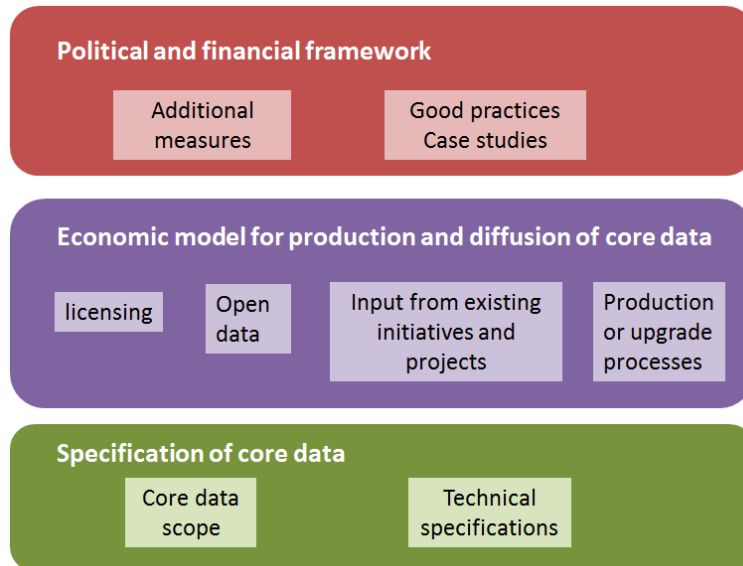 Political and financial framework
Additional
measures
Good practices
Case studies
Economic model for production and diffusion of core data
licensing
Open
data
Input from existing
initiatives and
projects
Production
or upgrade
processes
Specification of core data
Core data
scope
Technical
specifications